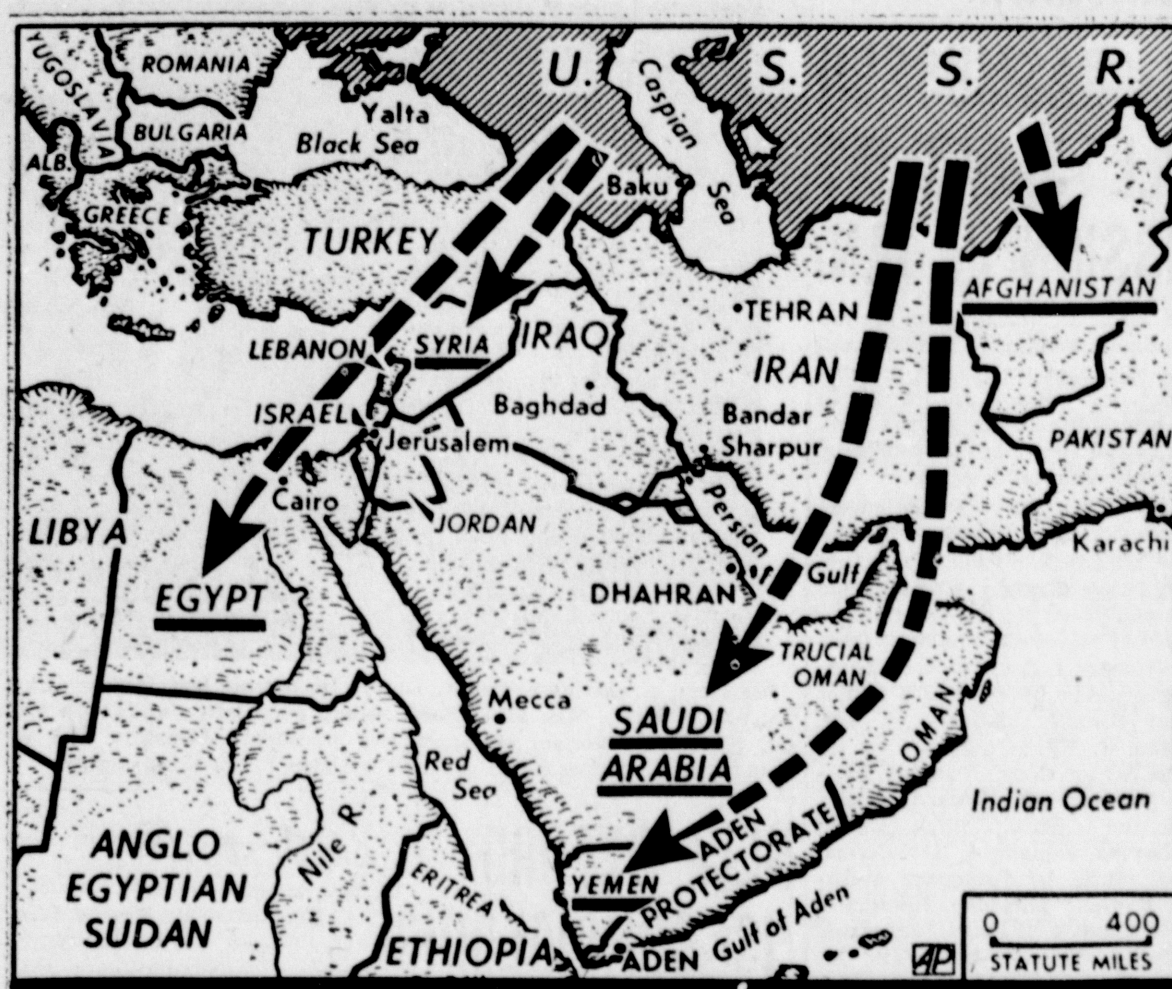 U. S. S. R.
YUGOSLAVIA
ROMANIA
Caspian
Sea
Yalta
BULGARIA
Black Sea
ALB.
Baku
GREECE
TURKEY
AFGHANISTAN
TEHRAN
LEBANON
SYRIA
IRAQ
IRAN
Baghdad
ISRAEL
Bandar
Sharpur
Jerusalem
PAKISTAN
Cairo
JORDAN
Persian
Gulf
LIBYA
Karachi
DHAHRAN
EGYPT
TRUCIAL
OMAN
Mecca
SAUDI
ARABIA
OMAN
Red
Sea
Indian Ocean
Nile R
ANGLO
EGYPTIAN
SUDAN
ERITREA
YEMEN
ADEN
PROTECTORATE
ETHIOPIA
ADEN
Gulf of Aden
AP
0 400
STATUTE MILES